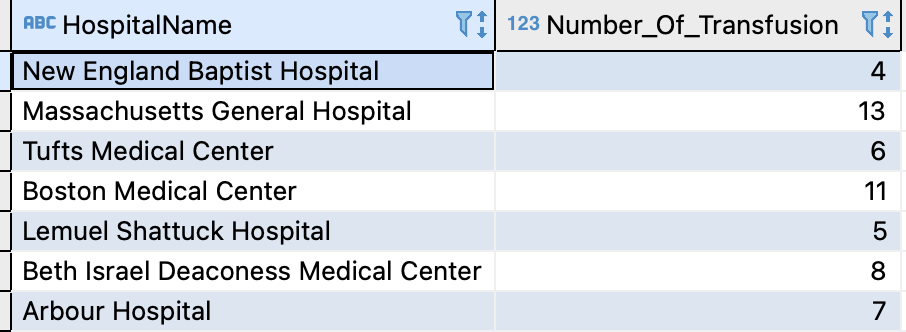 ABC HospitalName 123 Number_Of_Transfusion
New England Baptist Hospital 4
Massachusetts General Hospital 13
Tufts Medical Center 6
Boston Medical Center 11
Lemuel Shattuck Hospital 5
Beth Israel Deaconess Medical Center 8
Arbour Hospital 7